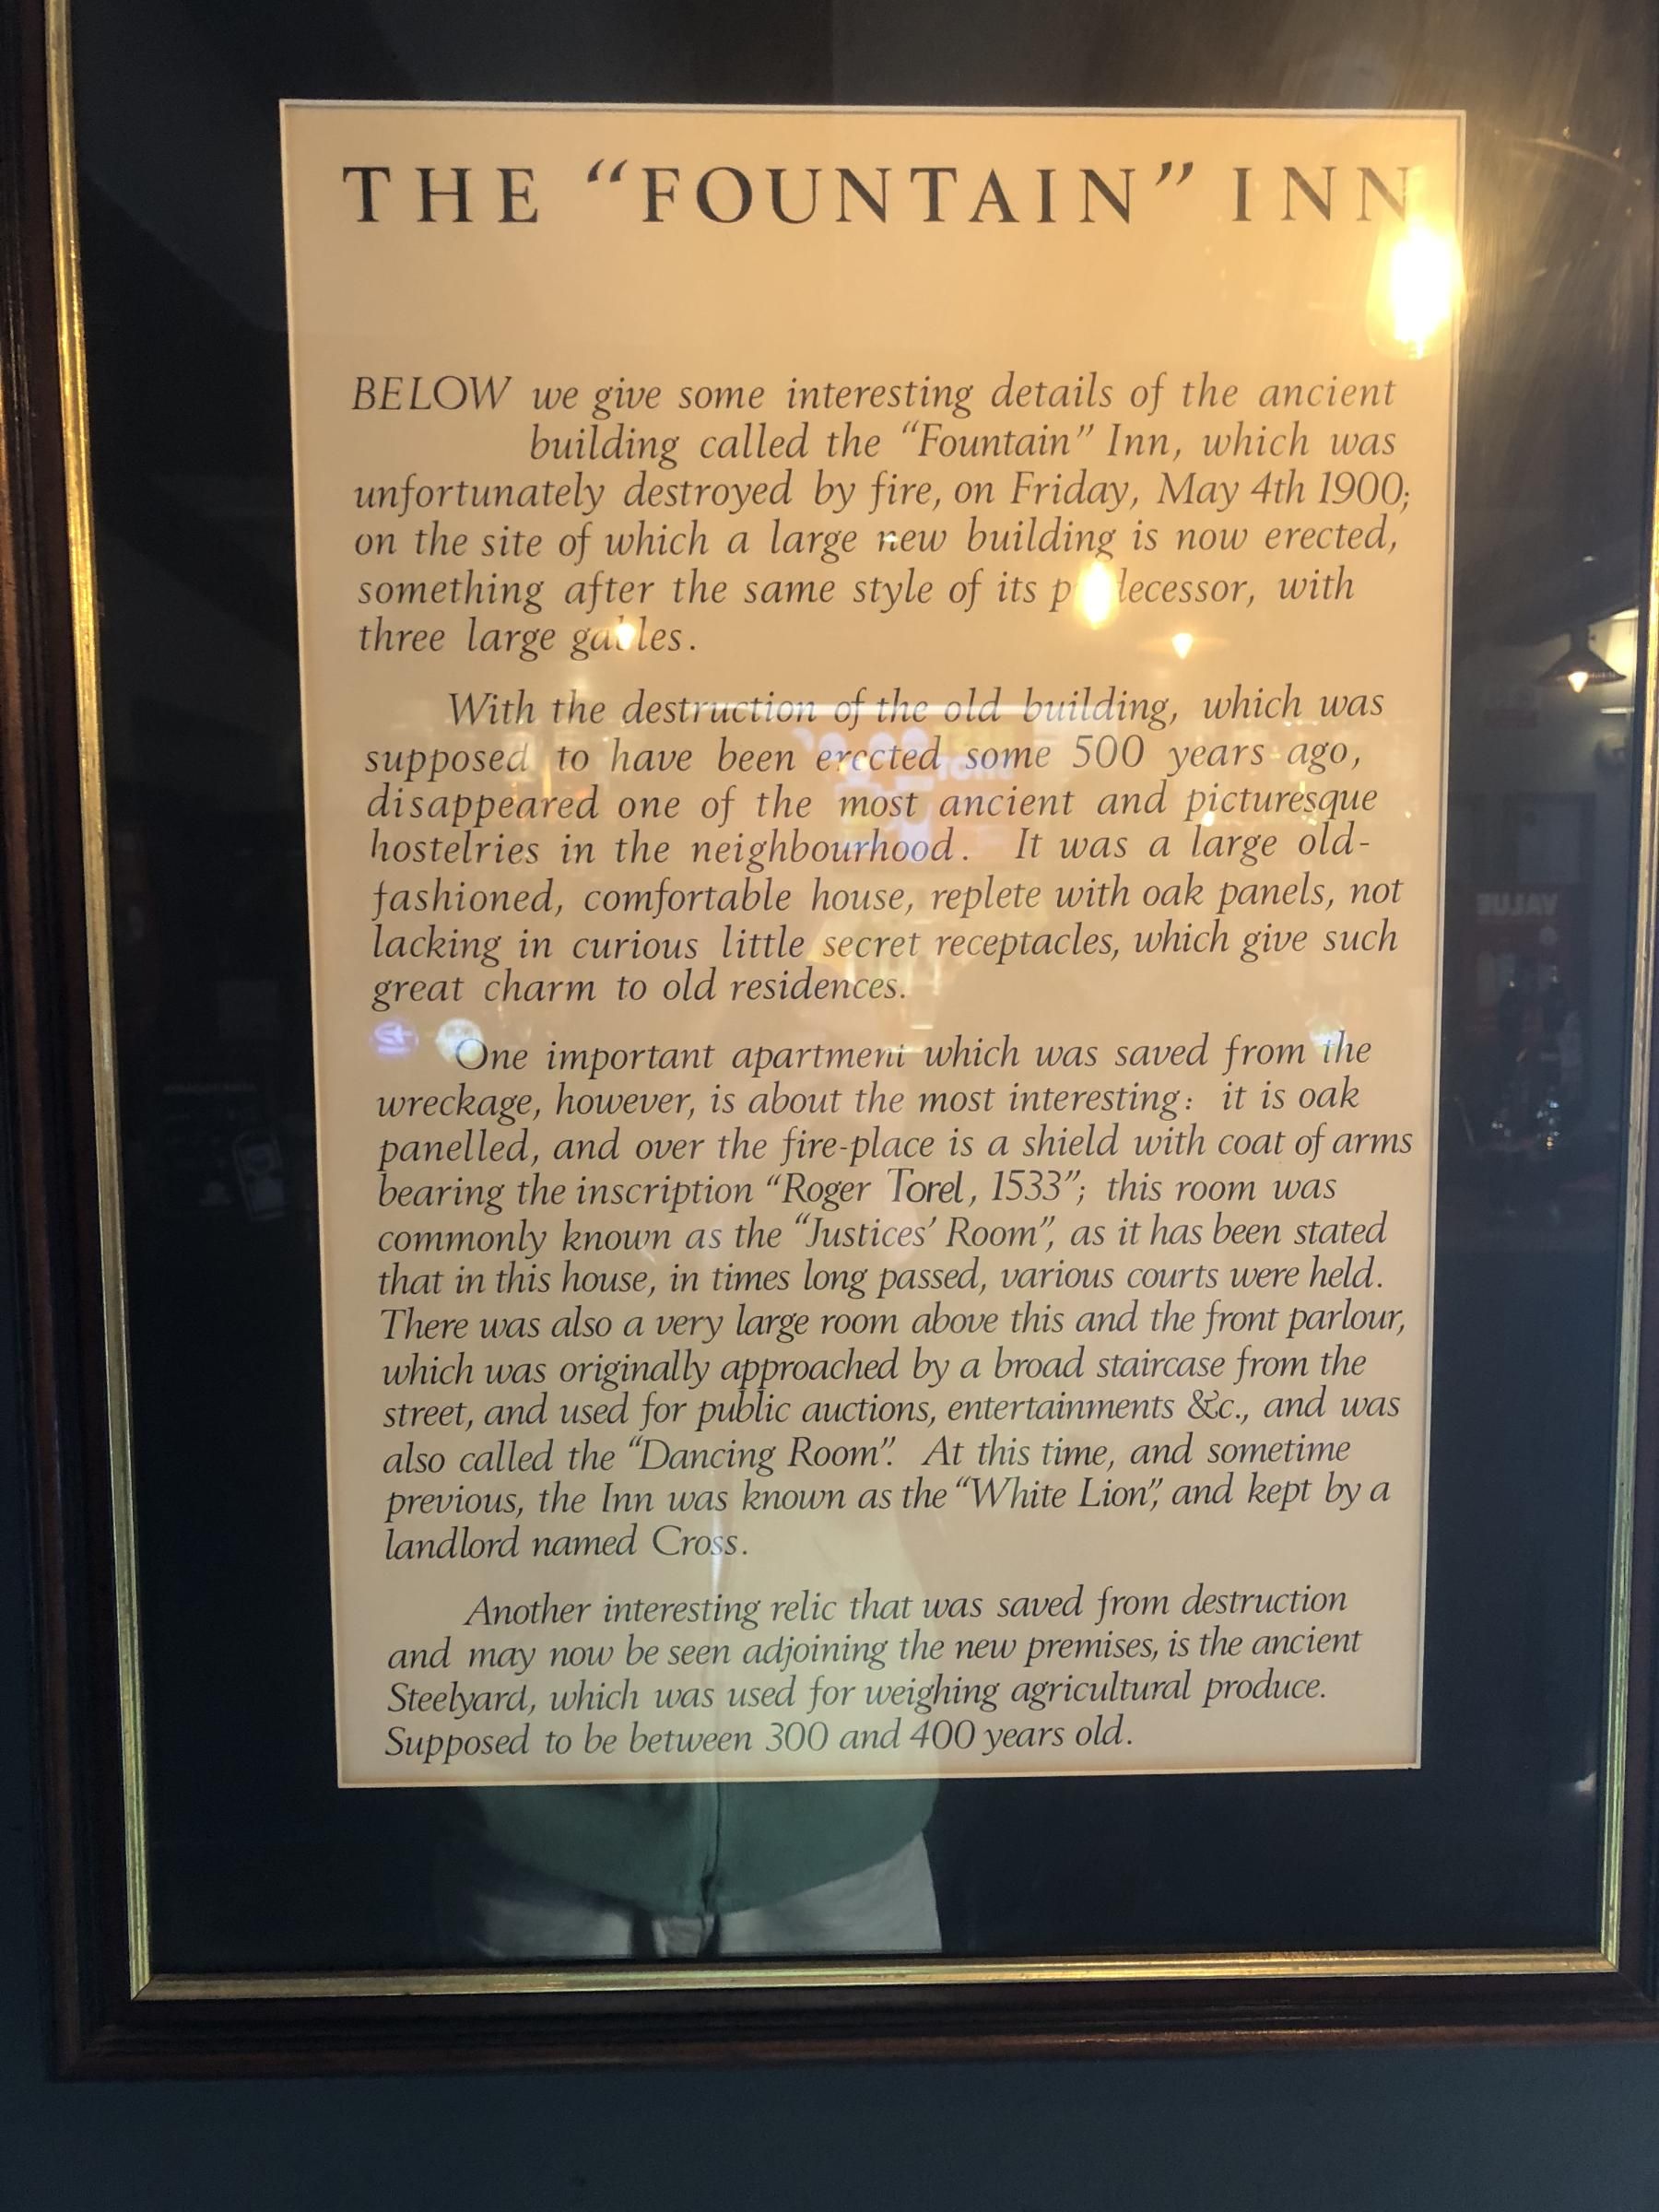 THE “FOUNTAIN” INN
BELOW we give some interesting details of the ancient
building called the “Fountain” Inn, which was
unfortunately destroyed by fire, on Friday, May 4th 1900;
on the site of which a large new building is now erected,
something after the same style of its predecessor, with
three large gables.
With the destruction of the old building, which was
supposed to have been erected some 500 years ago,
disappeared one of the most ancient and picturesque
hostelries in the neighbourhood. It was a large old-
fashioned, comfortable house, replete with oak panels, not
lacking in curious little secret receptacles, which give such
great charm to old residences.
One important apartment which was saved from the
wreckage, however, is about the most interesting: it is oak
panelled, and over the fire-place is a shield with coat of arms
bearing the inscription “Roger Torel, 1533”; this room was
commonly known as the “Justices’ Room”, as it has been stated
that in this house, in times long passed, various courts were held.
There was also a very large room above this and the front parlour,
which was originally approached by a broad staircase from the
street, and used for public auctions, entertainments &c., and was
also called the “Dancing Room”. At this time, and sometime
previous, the Inn was known as the “White Lion”, and kept by a
landlord named Cross.
Another interesting relic that was saved from destruction
and may now be seen adjoining the new premises, is the ancient
Steelyard, which was used for weighing agricultural produce.
Supposed to be between 300 and 400 years old.
VALUE